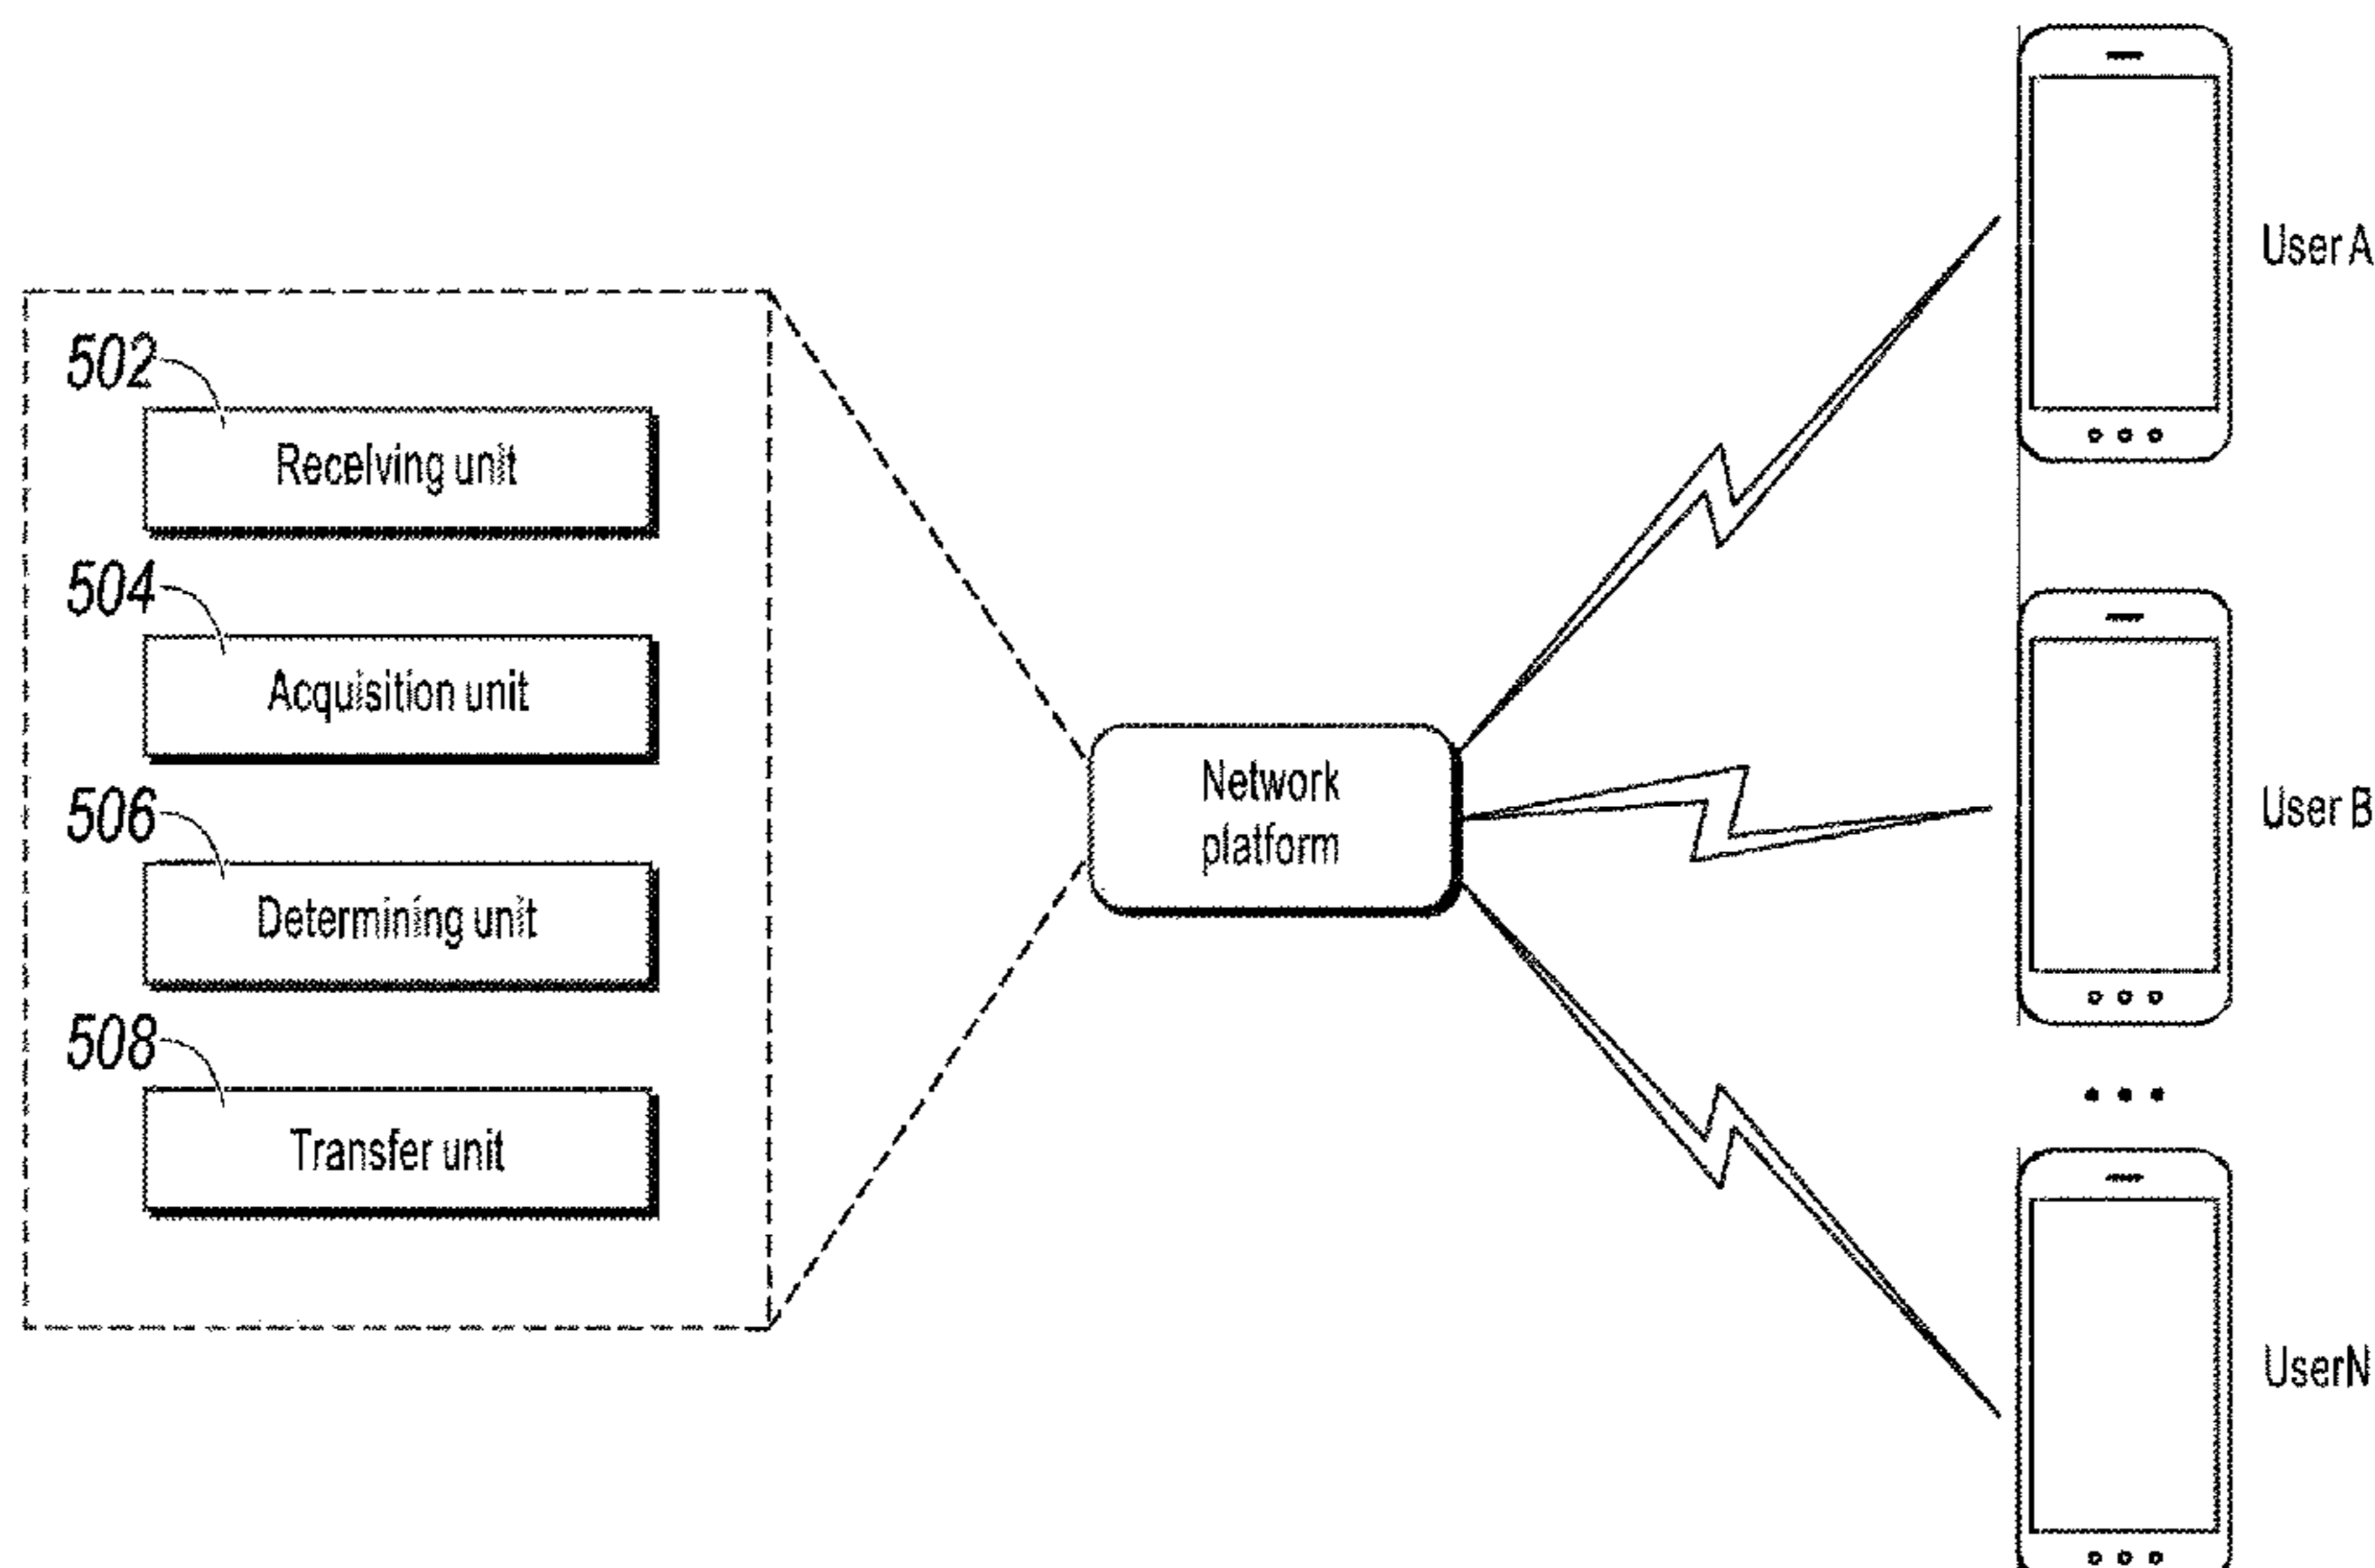 502
Receiving unit
504
Acquisition unit
506
Determining unit
508
Transfer unit
Network
platform
User A
User B
UserN